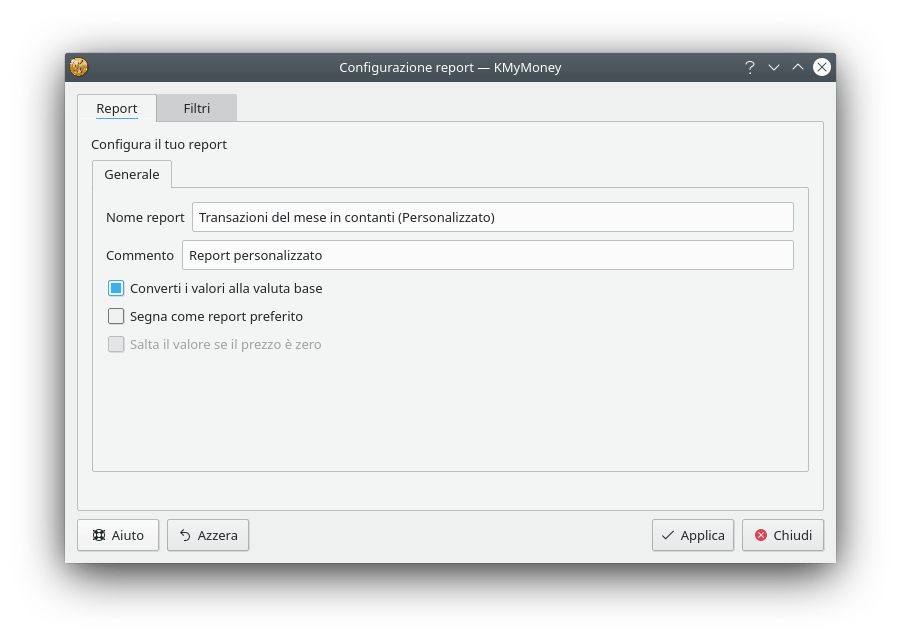 Configurazione report — KMyMoney
Report
Filtri
Configura il tuo report
Generale
Nome report
Transazioni del mese in contanti (Personalizzato)
Commento
Report personalizzato
Converti i valori alla valuta base
Segna come report preferito
Salta il valore se il prezzo è zero
Aiuto
Azzera
Applica
Chiudi